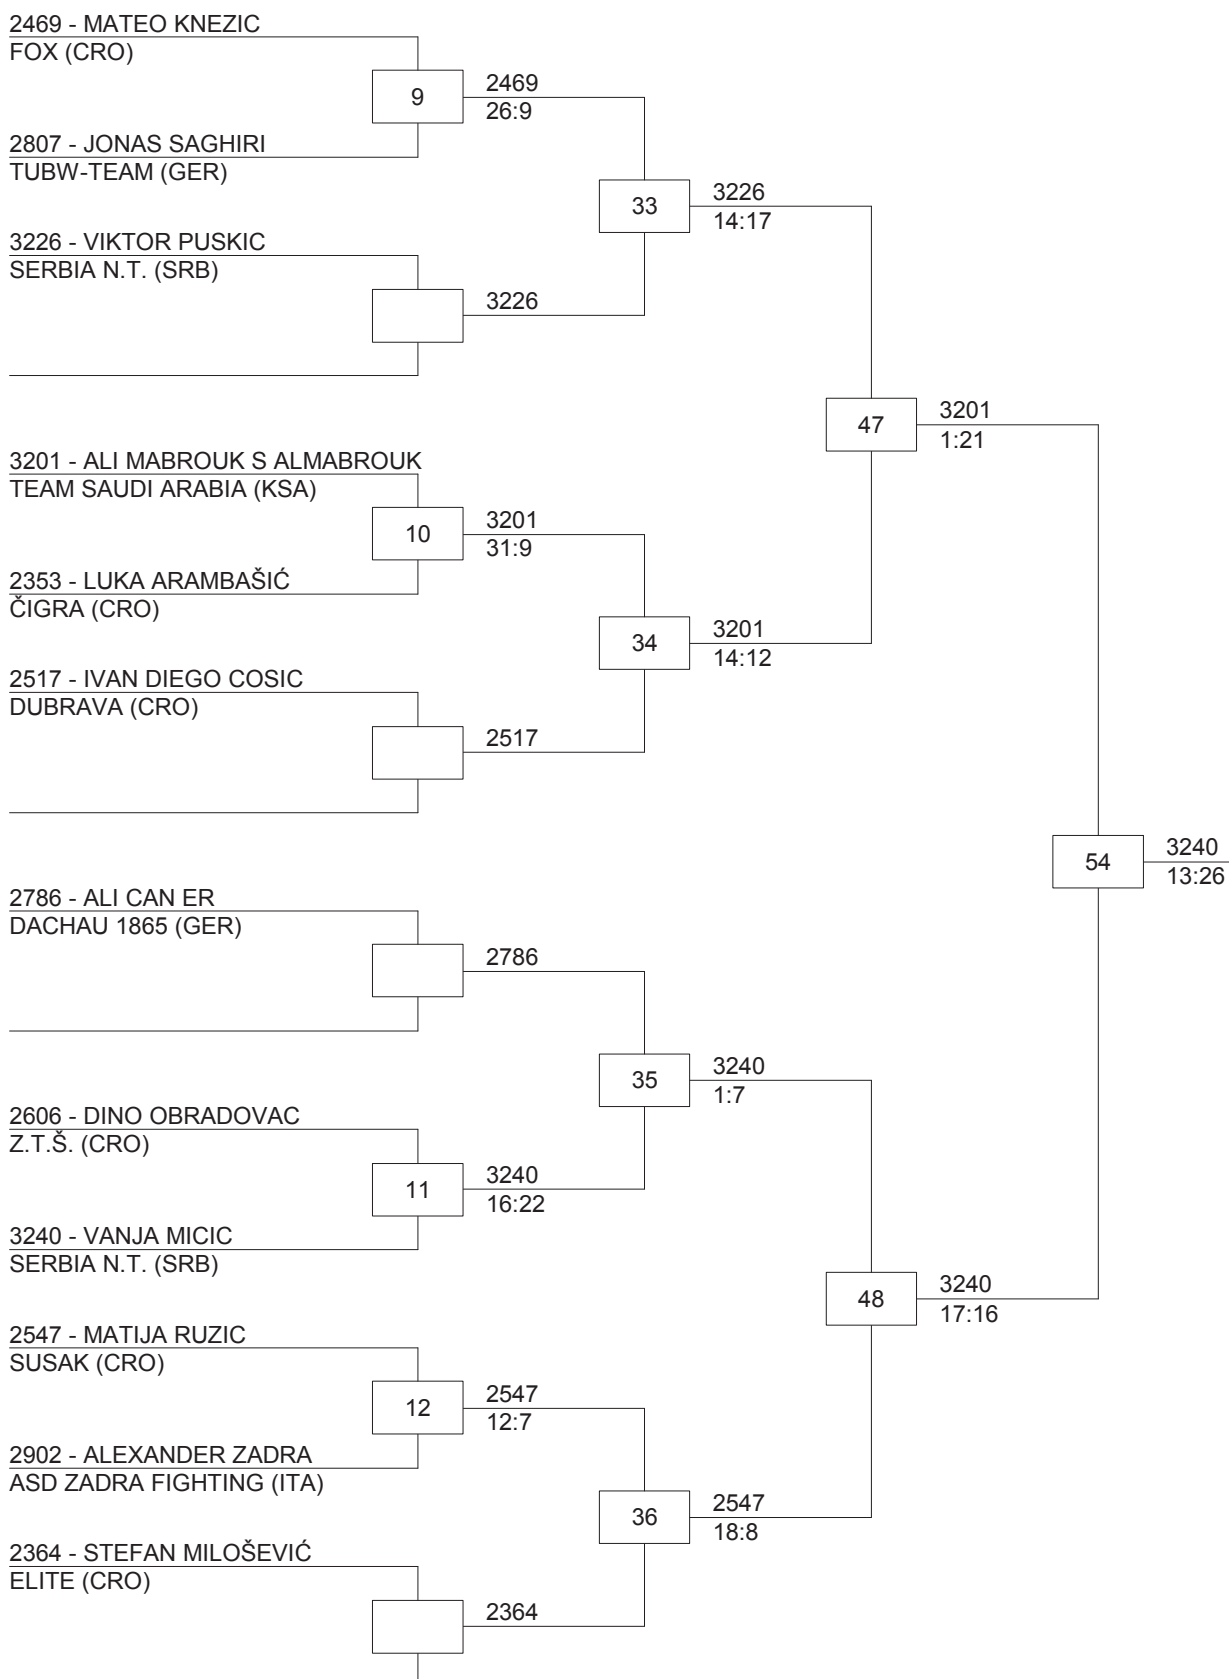 2469 - MATEO KNEZIC
FOX (CRO)
9
2469
26:9
2807 - JONAS SAGHIRI
TUBW-TEAM (GER)
33
3226
14:17
3226 - VIKTOR PUSKIC
SERBIA N.T. (SRB)
3226
47
3201
1:21
3201 - ALI MABROUK S ALMABROUK
TEAM SAUDI ARABIA (KSA)
10
3201
31:9
2353 - LUKA ARAMBAŠIĆ
ČIGRA (CRO)
34
3201
14:12
2517 - IVAN DIEGO COSIC
DUBRAVA (CRO)
2517
54
3240
13:26
2786 - ALI CAN ER
DACHAU 1865 (GER)
2786
35
3240
1:7
2606 - DINO OBRADOVAC
Z.T.Š. (CRO)
11
3240
16:22
3240 - VANJA MICIC
SERBIA N.T. (SRB)
48
3240
17:16
2547 - MATIJA RUZIC
SUSAK (CRO)
12
2547
12:7
2902 - ALEXANDER ZADRA
ASD ZADRA FIGHTING (ITA)
36
2547
18:8
2364 - STEFAN MILOŠEVIĆ
ELITE (CRO)
2364